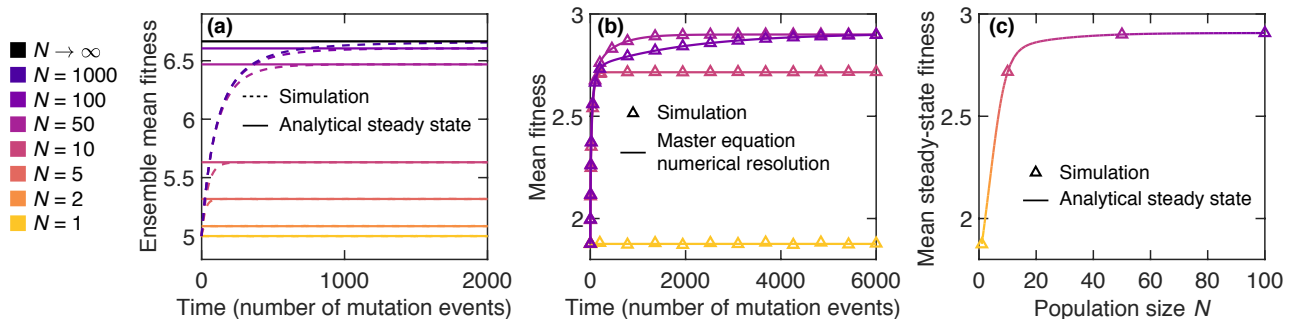 N → ∞
N = 1000
N = 100
N = 50
N = 10
N = 5
N = 2
N = 1
(a)
Ensemble mean fitness
6.5
6
5.5
5
Simulation
Analytical steady state
0
1000
2000
Time (number of mutation events)
(b)
Mean fitness
3
2.5
2
Simulation
Master equation
numerical resolution
0
2000
4000
6000
Time (number of mutation events)
(c)
Mean steady-state fitness
3
2.5
2
Simulation
Analytical steady state
0
20
40
60
80
100
Population size N